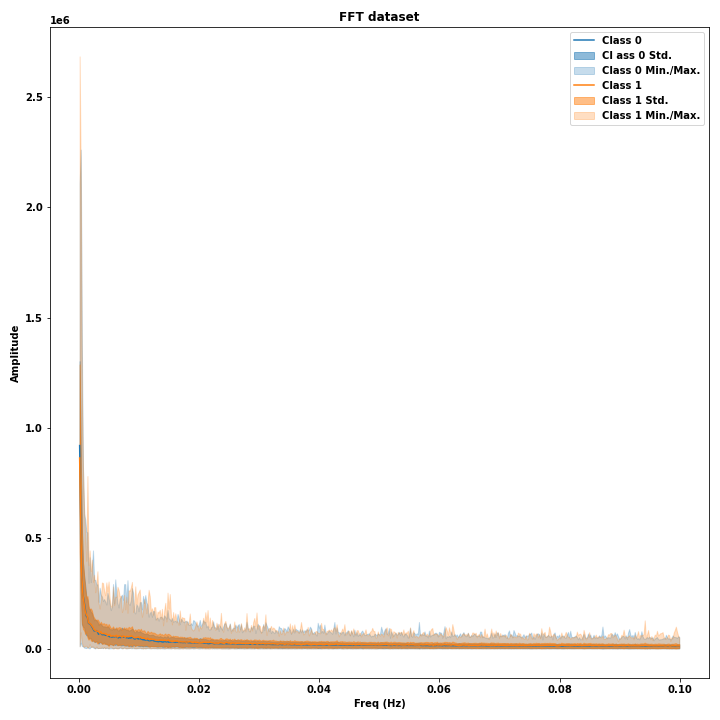 FFT dataset
1e6
Class 0
Cl ass 0 Std.
Class 0 Min./Max.
Class 1
Class 1 Std.
Class 1 Min./Max.
2.5
2.0
1.5
1.0
0.5
0.0
Amplitude
0.00 0.02 0.04 0.06 0.08 0.10
Freq (Hz)